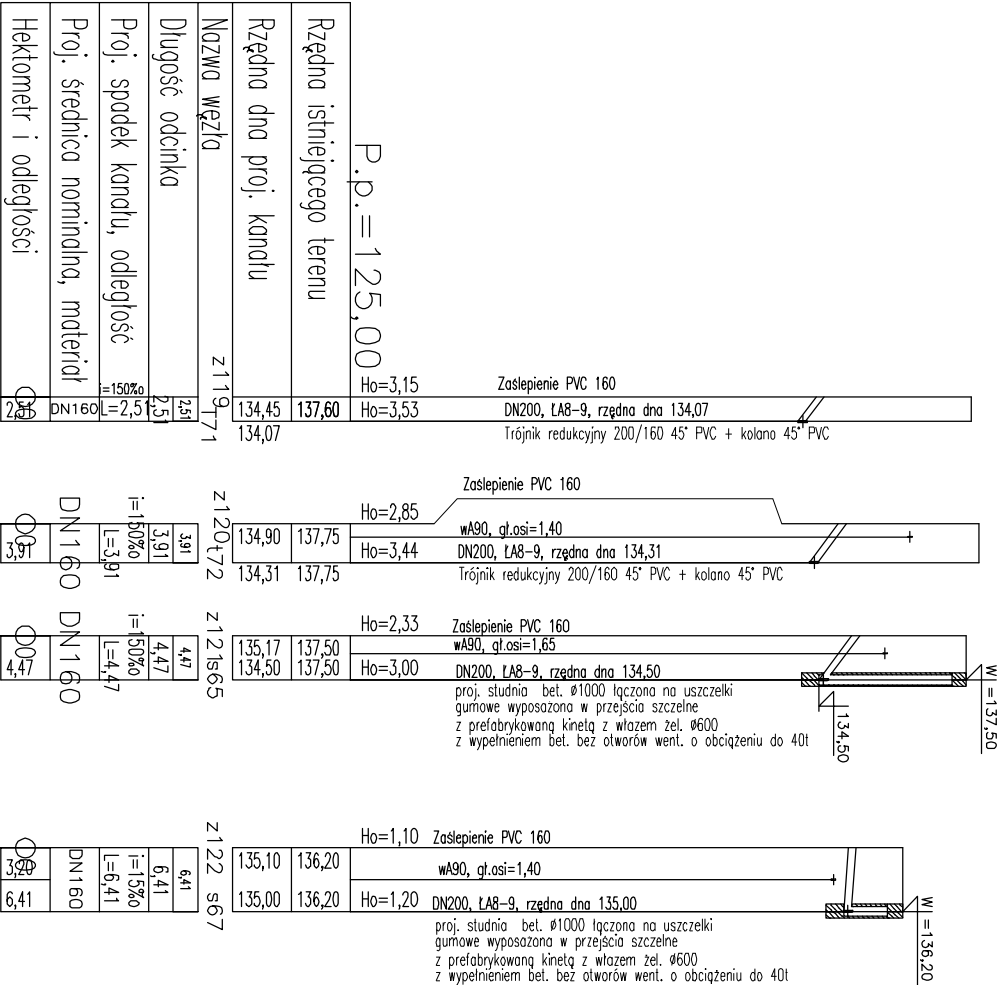 P.p.=125,00
Rzędna istniejącego terenu
Rzędna dna proj. kanału
Nazwa węzła
Długość odcinka
Proj. spadek kanału, odległość
Proj. średnica nominalna, materiał
Hektometr i odległości
Ho=3,15
Zaślepienie PVC 160
Ho=3,53
DN200, ŁA8-9, rzędna dna 134,07
Trójnik redukcyjny 200/160 45° PVC + kolano 45° PVC
137,60
134,45
134,07
z119
T71
2,51
2,51
i=150‰
L=2,51
DN160
Ho=2,85
Zaślepienie PVC 160
wA90, gł.osi=1,40
Ho=3,44
DN200, ŁA8-9, rzędna dna 134,31
Trójnik redukcyjny 200/160 45° PVC + kolano 45° PVC
137,75
137,75
134,90
134,31
z120
t72
3,91
3,91
i=150‰
L=3,91
DN160
3,91
Ho=2,33
Zaślepienie PVC 160
wA90, gł.osi=1,65
Ho=3,00
DN200, ŁA8-9, rzędna dna 134,50
proj. studnia bet. Ø1000 łączona na uszczelki
gumowe wyposażona w przejścia szczelne
z prefabrykowaną kinetą z włazem żel. Ø600
z wypełnieniem bet. bez otworów went. o obciążeniu do 40t
W =137,50
134,50
137,50
137,50
135,17
134,50
z121
s65
4,47
4,47
i=150‰
L=4,47
DN160
4,47
Ho=1,10
Zaślepienie PVC 160
wA90, gł.osi=1,40
Ho=1,20
DN200, ŁA8-9, rzędna dna 135,00
proj. studnia bet. Ø1000 łączona na uszczelki
gumowe wyposażona w przejścia szczelne
z prefabrykowaną kinetą z włazem żel. Ø600
z wypełnieniem bet. bez otworów went. o obciążeniu do 40t
W =136,20
136,20
136,20
135,10
135,00
z122
s67
6,41
6,41
i=15‰
L=6,41
DN160
3,20
6,41